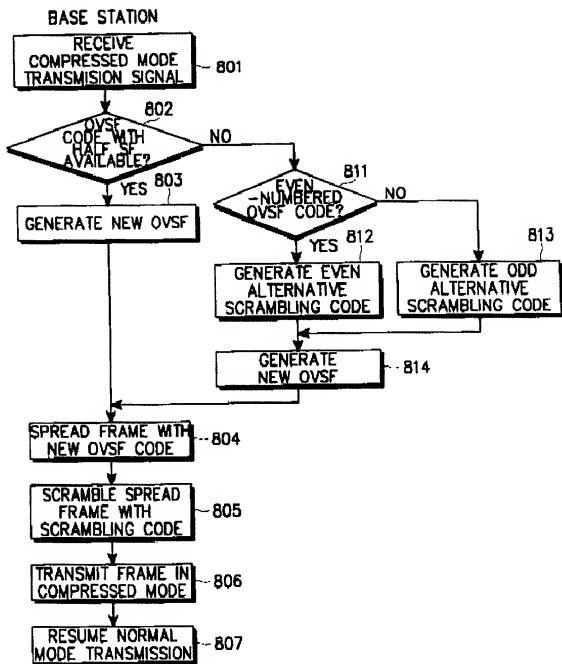 BASE STATION
RECEIVE
COMPRESSED MODE
TRANSMISION SIGNAL
801
802
OVSF
CODE WITH
HALF SF
AVAILABLE?
NO
YES
803
GENERATE NEW OVSF
811
EVEN
-NUMBERED
OVSF CODE?
NO
YES
812
GENERATE EVEN
ALTERNATIVE
SCRAMBLING CODE
813
GENERATE ODD
ALTERNATIVE
SCRAMBLING CODE
GENERATE
NEW OVSF
814
SPREAD FRAME WITH
NEW OVSF CODE
804
SCRAMBLE SPREAD
FRAME WITH
SCRAMBLING CODE
805
TRANSMIT FRAME IN
COMPRESSED MODE
806
RESUME NORMAL
MODE TRANSMISSION
807